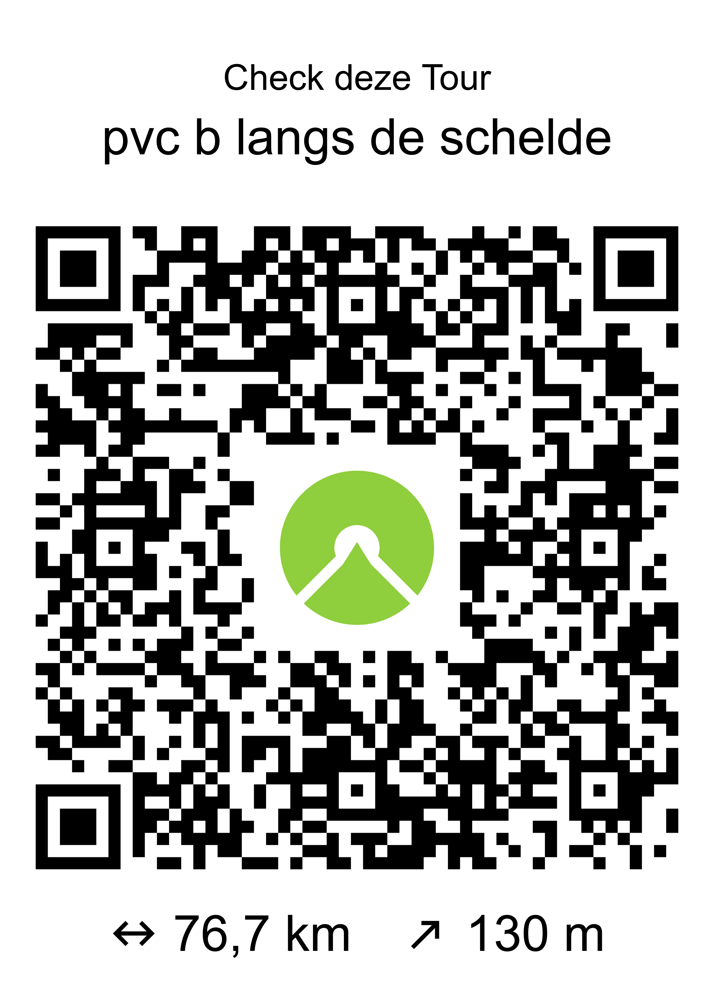 Check deze Tour
pvc b langs de schelde
↔ 76,7 km ↗ 130 m